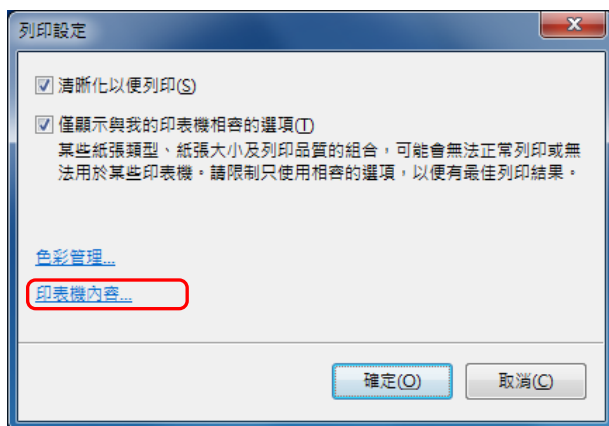 列印設定
清晰化以便列印(S)
僅顯示與我的印表機相容的選項(T)
某些紙張類型、紙張大小及列印品質的組合，可能會無法正常列印或無
法用於某些印表機。請限制只使用相容的選項，以便有最佳列印結果。
色彩管理...
印表機內容...
確定(O)
取消(C)